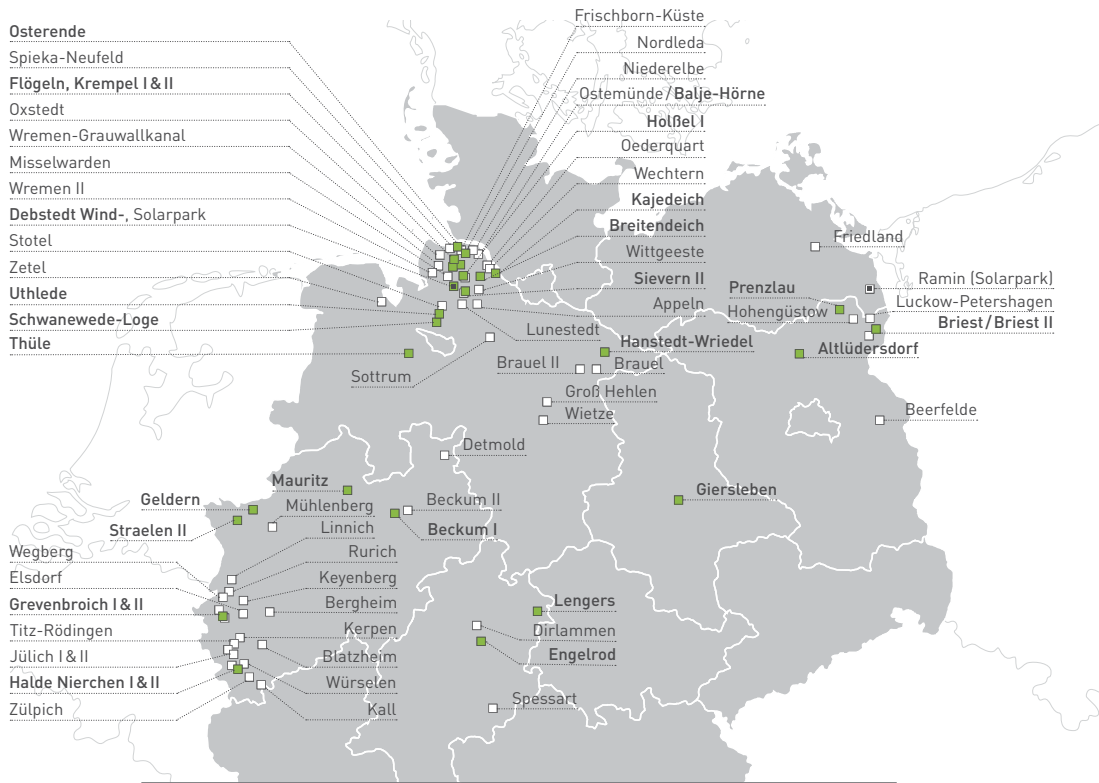 Osterende
Spieka-Neufeld
Flögeln, Krempel I & II
Oxstedt
Wremen-Grauwallkanal
Misselwarden
Wremen II
Debstedt Wind-, Solarpark
Stotel
Zetel
Uthlede
Schwanewede-Loge
Thüle
Frischborn-Küste
Nordleda
Niederelbe
Ostemünde / Balje-Hörne
Holßel I
Oederquart
Wechtern
Kajedeich
Breitendeich
Wittgeeste
Sievern II
Appeln
Lunestedt
Hanstedt-Wriedel
Sottrum
Brauel II
Brauel
Groß Hehlen
Wietze
Detmold
Friedland
Ramin (Solarpark)
Prenzlau
Luckow-Petershagen
Hohengüstow
Briest / Briest II
Altlüdersdorf
Beerfelde
Giersleben
Mauritz
Geldern
Mühlenberg
Straelen II
Beckum II
Beckum I
Linnich
Wegberg
Rurich
Elsdorf
Keyenberg
Grevenbroich I & II
Bergheim
Titz-Rödingen
Kerpen
Jülich I & II
Blatzheim
Halde Nierchen I & II
Würselen
Zülpich
Kall
Lengers
Dirlammen
Engelrod
Spessart